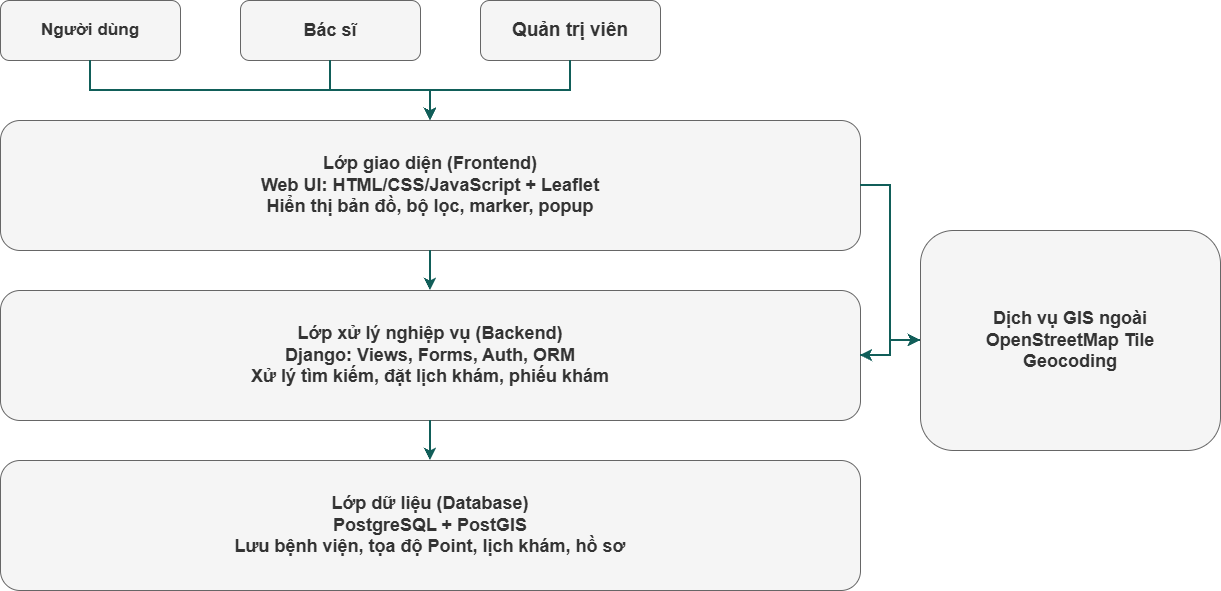 Người dùng
Bác sĩ
Quản trị viên
Lớp giao diện (Frontend)
Web UI: HTML/CSS/JavaScript + Leaflet
Hiển thị bản đồ, bộ lọc, marker, popup
Lớp xử lý nghiệp vụ (Backend)
Django: Views, Forms, Auth, ORM
Xử lý tìm kiếm, đặt lịch khám, phiếu khám
Dịch vụ GIS ngoài
OpenStreetMap Tile
Geocoding
Lớp dữ liệu (Database)
PostgreSQL + PostGIS
Lưu bệnh viện, tọa độ Point, lịch khám, hồ sơ